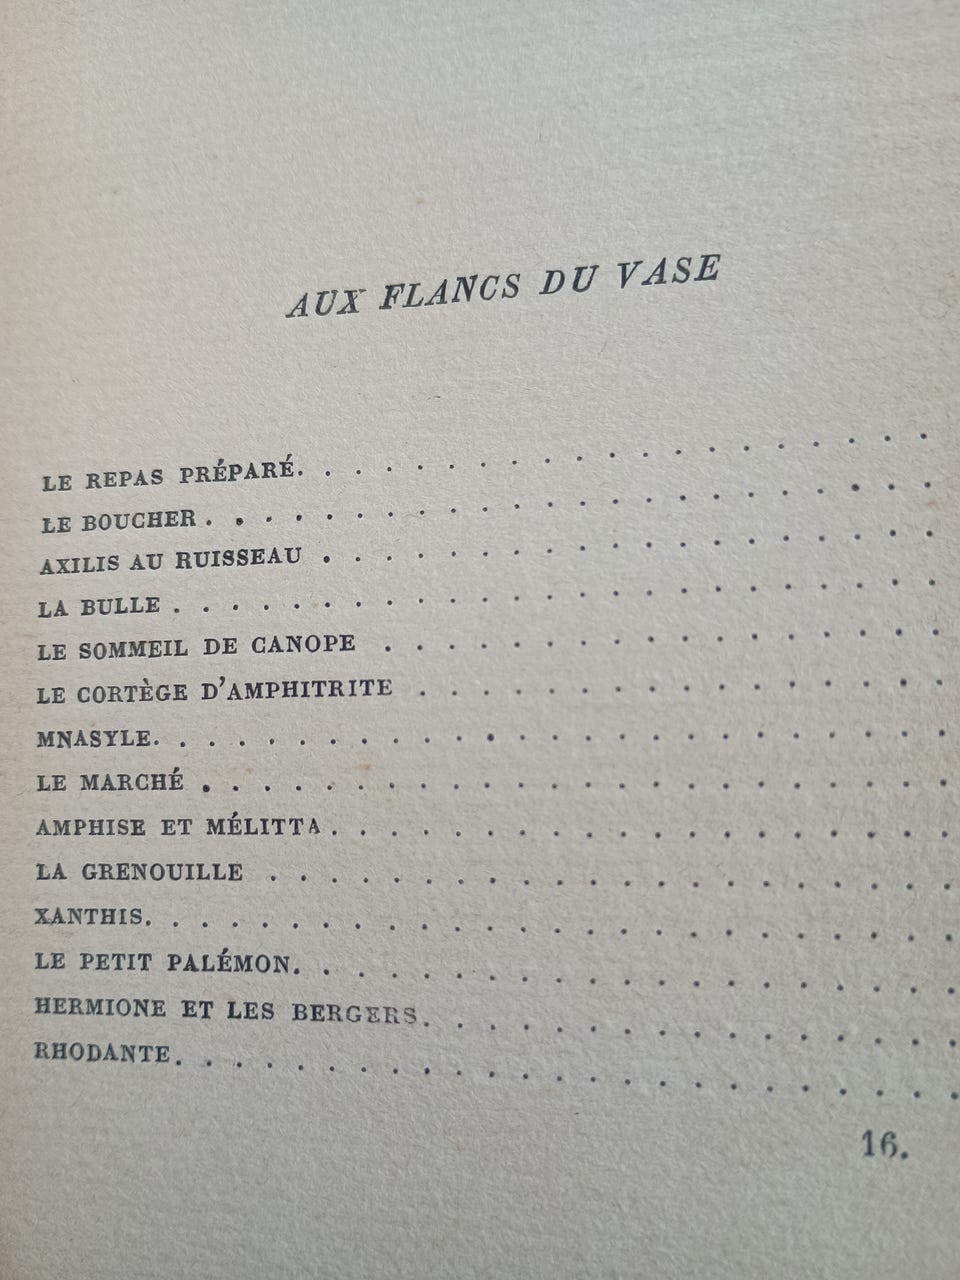 AUX FLANCS DU VASE
LE REPAS PRÉPARÉ. . . . . . . . . . . . . . .
LE BOUCHER . . . . . . . . . . . . . . . . . .
AXILIS AU RUISSEAU . . . . . . . . . . . . . .
LA BULLE . . . . . . . . . . . . . . . . . . .
LE SOMMEIL DE CANOPE . . . . . . . . . . . . .
LE CORTÈGE D'AMPHITRITE . . . . . . . . . . .
MNASYLE. . . . . . . . . . . . . . . . . . . .
LE MARCHÉ . . . . . . . . . . . . . . . . . .
AMPHISE ET MÉLITTA . . . . . . . . . . . . . .
LA GRENOUILLE . . . . . . . . . . . . . . . .
XANTHIS. . . . . . . . . . . . . . . . . . . .
LE PETIT PALÉMON. . . . . . . . . . . . . . .
HERMIONE ET LES BERGERS. . . . . . . . . . . .
RHODANTE. . . . . . . . . . . . . . . . . . .
16.